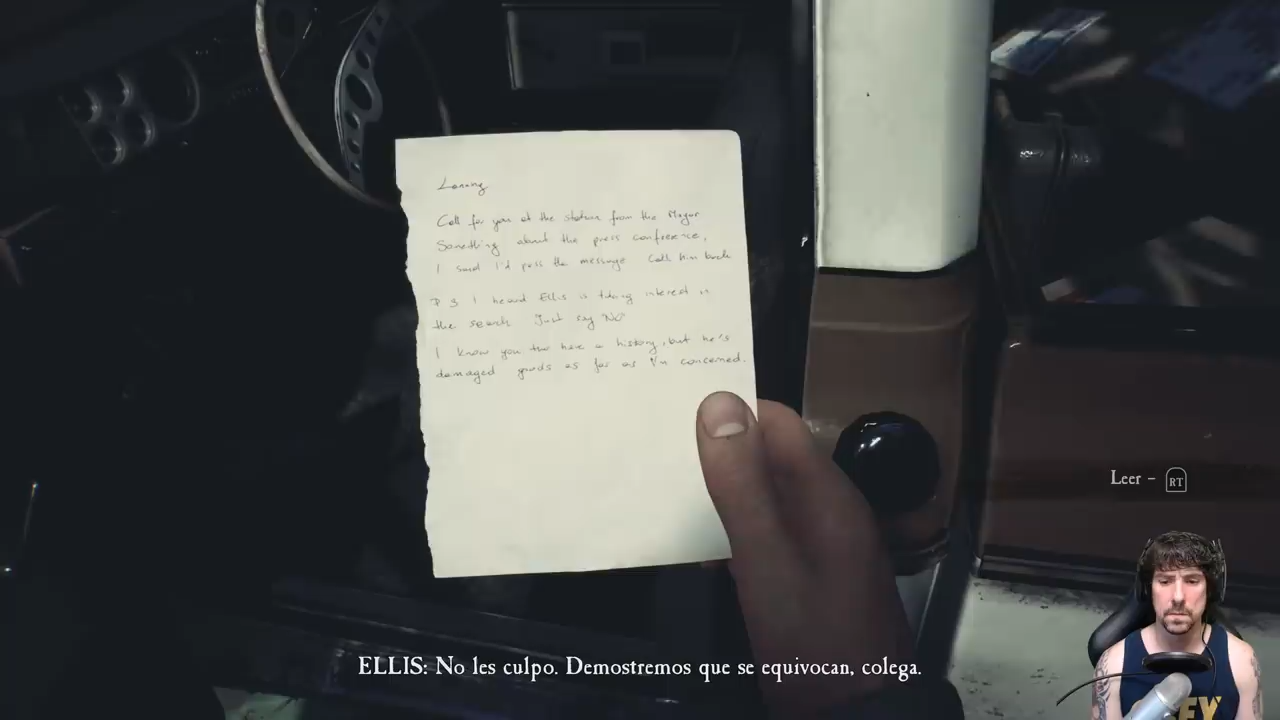 Lanning
Call for you at the station from the Mayor
Something about the press conference,
I said I'd pass the message Call him back
P S I heard Ellis is taking interest in
the search Just say NO
I know you two have a history, but he's
damaged goods as far as I'm concerned.
Leer - RT
ELLIS: No les culpo. Demostremos que se equivocan, colega.